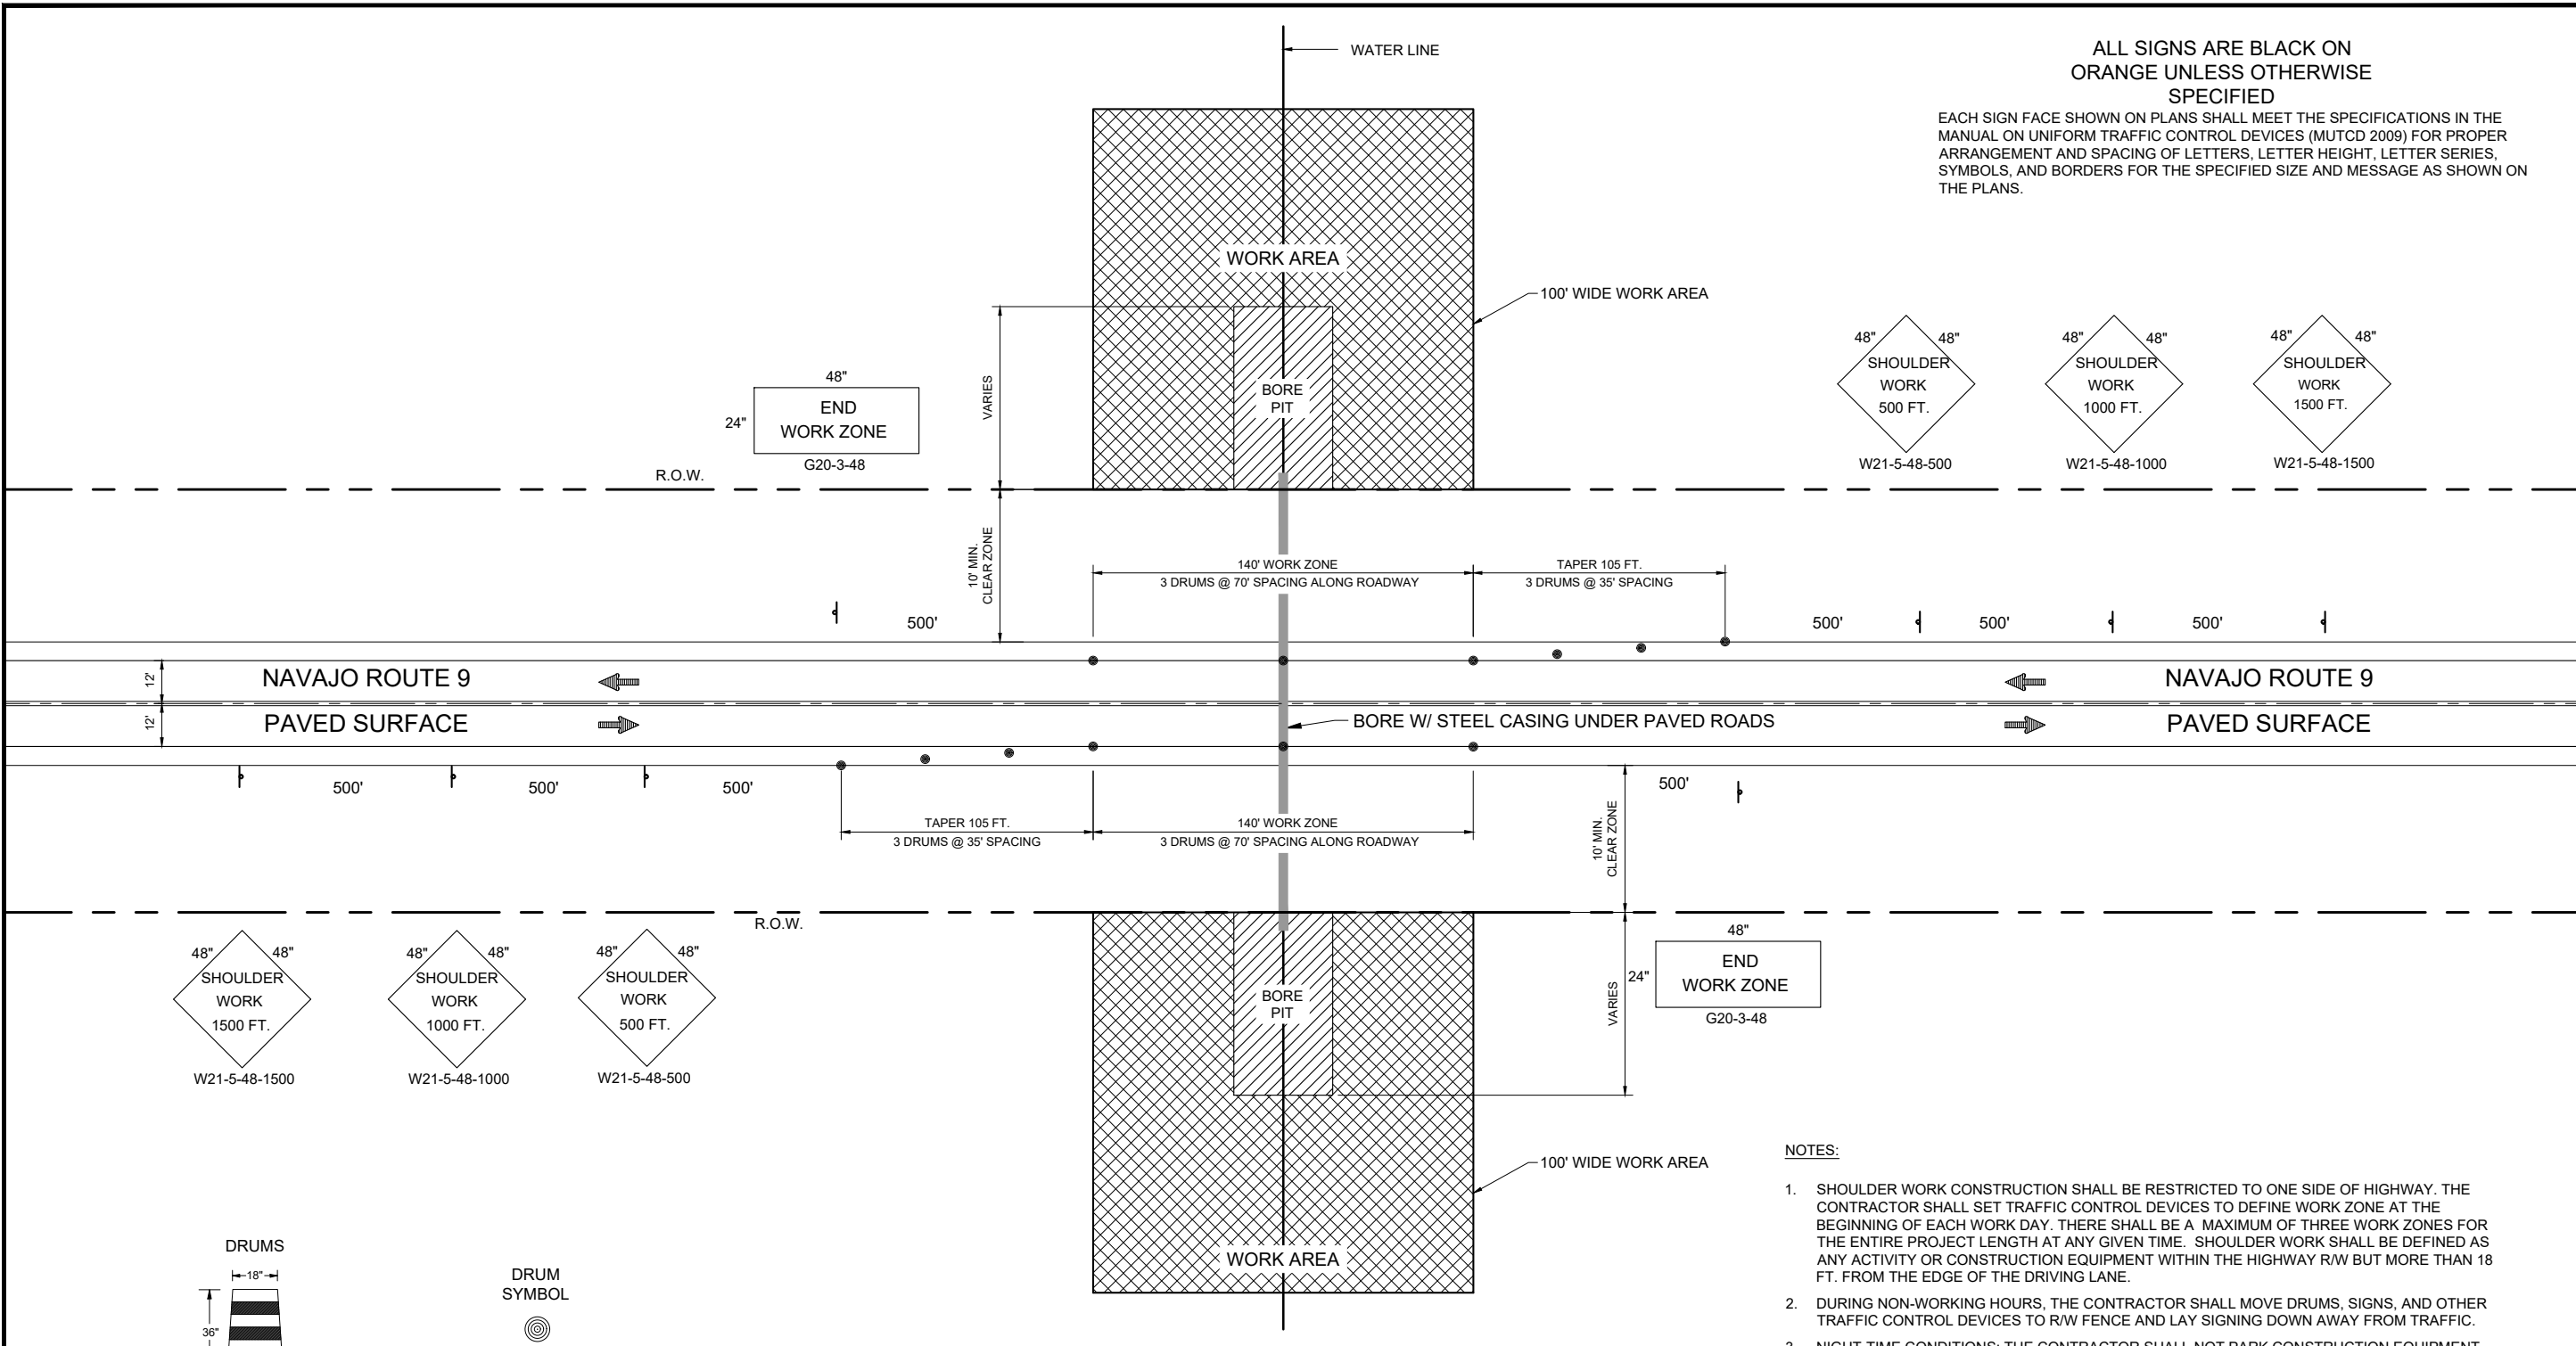 WATER LINE
ALL SIGNS ARE BLACK ON
ORANGE UNLESS OTHERWISE
SPECIFIED
EACH SIGN FACE SHOWN ON PLANS SHALL MEET THE SPECIFICATIONS IN THE
MANUAL ON UNIFORM TRAFFIC CONTROL DEVICES (MUTCD 2009) FOR PROPER
ARRANGEMENT AND SPACING OF LETTERS, LETTER HEIGHT, LETTER SERIES,
SYMBOLS, AND BORDERS FOR THE SPECIFIED SIZE AND MESSAGE AS SHOWN ON
THE PLANS.
WORK AREA
100' WIDE WORK AREA
BORE
PIT
VARIES
48"
24"
END
WORK ZONE
G20-3-48
48" 48"
SHOULDER
WORK
500 FT.
W21-5-48-500
48" 48"
SHOULDER
WORK
1000 FT.
W21-5-48-1000
48" 48"
SHOULDER
WORK
1500 FT.
W21-5-48-1500
R.O.W.
10' MIN.
CLEAR ZONE
140' WORK ZONE
3 DRUMS @ 70' SPACING ALONG ROADWAY
TAPER 105 FT.
3 DRUMS @ 35' SPACING
500'
500'
500'
500'
12'
NAVAJO ROUTE 9
NAVAJO ROUTE 9
12'
PAVED SURFACE
BORE W/ STEEL CASING UNDER PAVED ROADS
PAVED SURFACE
500'
500'
500'
500'
TAPER 105 FT.
3 DRUMS @ 35' SPACING
140' WORK ZONE
3 DRUMS @ 70' SPACING ALONG ROADWAY
10' MIN.
CLEAR ZONE
R.O.W.
48" 48"
SHOULDER
WORK
1500 FT.
W21-5-48-1500
48" 48"
SHOULDER
WORK
1000 FT.
W21-5-48-1000
48" 48"
SHOULDER
WORK
500 FT.
W21-5-48-500
BORE
PIT
VARIES
48"
24"
END
WORK ZONE
G20-3-48
100' WIDE WORK AREA
WORK AREA
DRUMS
18"
36"
DRUM
SYMBOL
NOTES:
1. SHOULDER WORK CONSTRUCTION SHALL BE RESTRICTED TO ONE SIDE OF HIGHWAY. THE
CONTRACTOR SHALL SET TRAFFIC CONTROL DEVICES TO DEFINE WORK ZONE AT THE
BEGINNING OF EACH WORK DAY. THERE SHALL BE A MAXIMUM OF THREE WORK ZONES FOR
THE ENTIRE PROJECT LENGTH AT ANY GIVEN TIME. SHOULDER WORK SHALL BE DEFINED AS
ANY ACTIVITY OR CONSTRUCTION EQUIPMENT WITHIN THE HIGHWAY R/W BUT MORE THAN 18
FT. FROM THE EDGE OF THE DRIVING LANE.
2. DURING NON-WORKING HOURS, THE CONTRACTOR SHALL MOVE DRUMS, SIGNS, AND OTHER
TRAFFIC CONTROL DEVICES TO R/W FENCE AND LAY SIGNING DOWN AWAY FROM TRAFFIC.
3. NIGHT TIME CONDITIONS: THE CONTRACTOR SHALL NOT PARK CONSTRUCTION EQUIPMENT